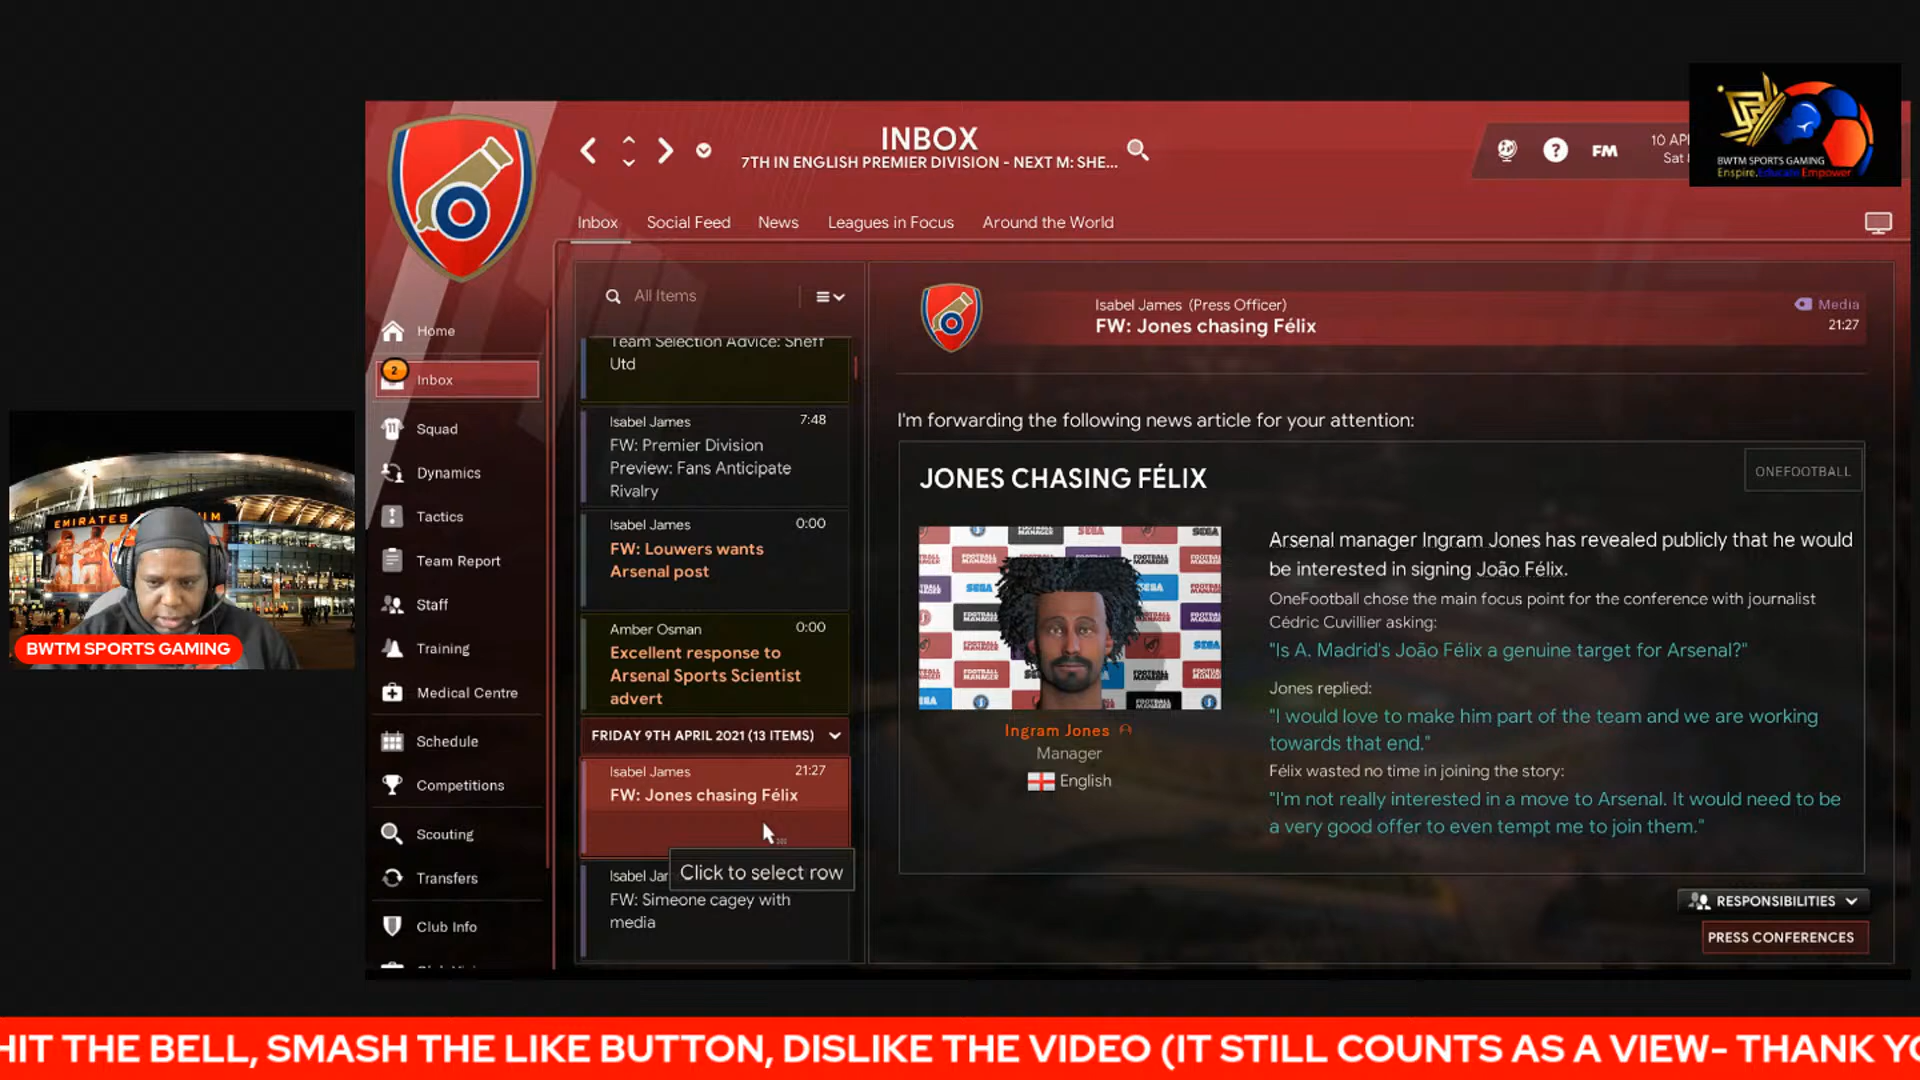 INBOX
7TH IN ENGLISH PREMIER DIVISION - NEXT M: SHE...
FM
10 AP
Sat
BWTM SPORTS GAMING
Enspire.Educate.Empower
Inbox
Social Feed
News
Leagues in Focus
Around the World
Home
2
Inbox
Squad
Dynamics
Tactics
Team Report
Staff
Training
Medical Centre
Schedule
Competitions
Scouting
Transfers
Club Info
All Items
Team Selection Advice: Sheff
Utd
Isabel James 7:48
FW: Premier Division
Preview: Fans Anticipate
Rivalry
Isabel James 0:00
FW: Louwers wants
Arsenal post
Amber Osman 0:00
Excellent response to
Arsenal Sports Scientist
advert
FRIDAY 9TH APRIL 2021 (13 ITEMS)
Isabel James 21:27
FW: Jones chasing Félix
Click to select row
Isabel Jar
FW: Simeone cagey with
media
Isabel James (Press Officer)
FW: Jones chasing Félix
Media
21:27
I'm forwarding the following news article for your attention:
JONES CHASING FÉLIX
ONEFOOTBALL
Arsenal manager Ingram Jones has revealed publicly that he would
be interested in signing João Félix.
OneFootball chose the main focus point for the conference with journalist
Cédric Cuvillier asking:
"Is A. Madrid's João Félix a genuine target for Arsenal?"
Jones replied:
"I would love to make him part of the team and we are working
towards that end."
Félix wasted no time in joining the story:
"I'm not really interested in a move to Arsenal. It would need to be
a very good offer to even tempt me to join them."
SEGA
FOOTBALL
MANAGER
Ingram Jones
Manager
English
RESPONSIBILITIES
PRESS CONFERENCES
EMIRATES
BWTM SPORTS GAMING
HIT THE BELL, SMASH THE LIKE BUTTON, DISLIKE THE VIDEO (IT STILL COUNTS AS A VIEW- THANK YO